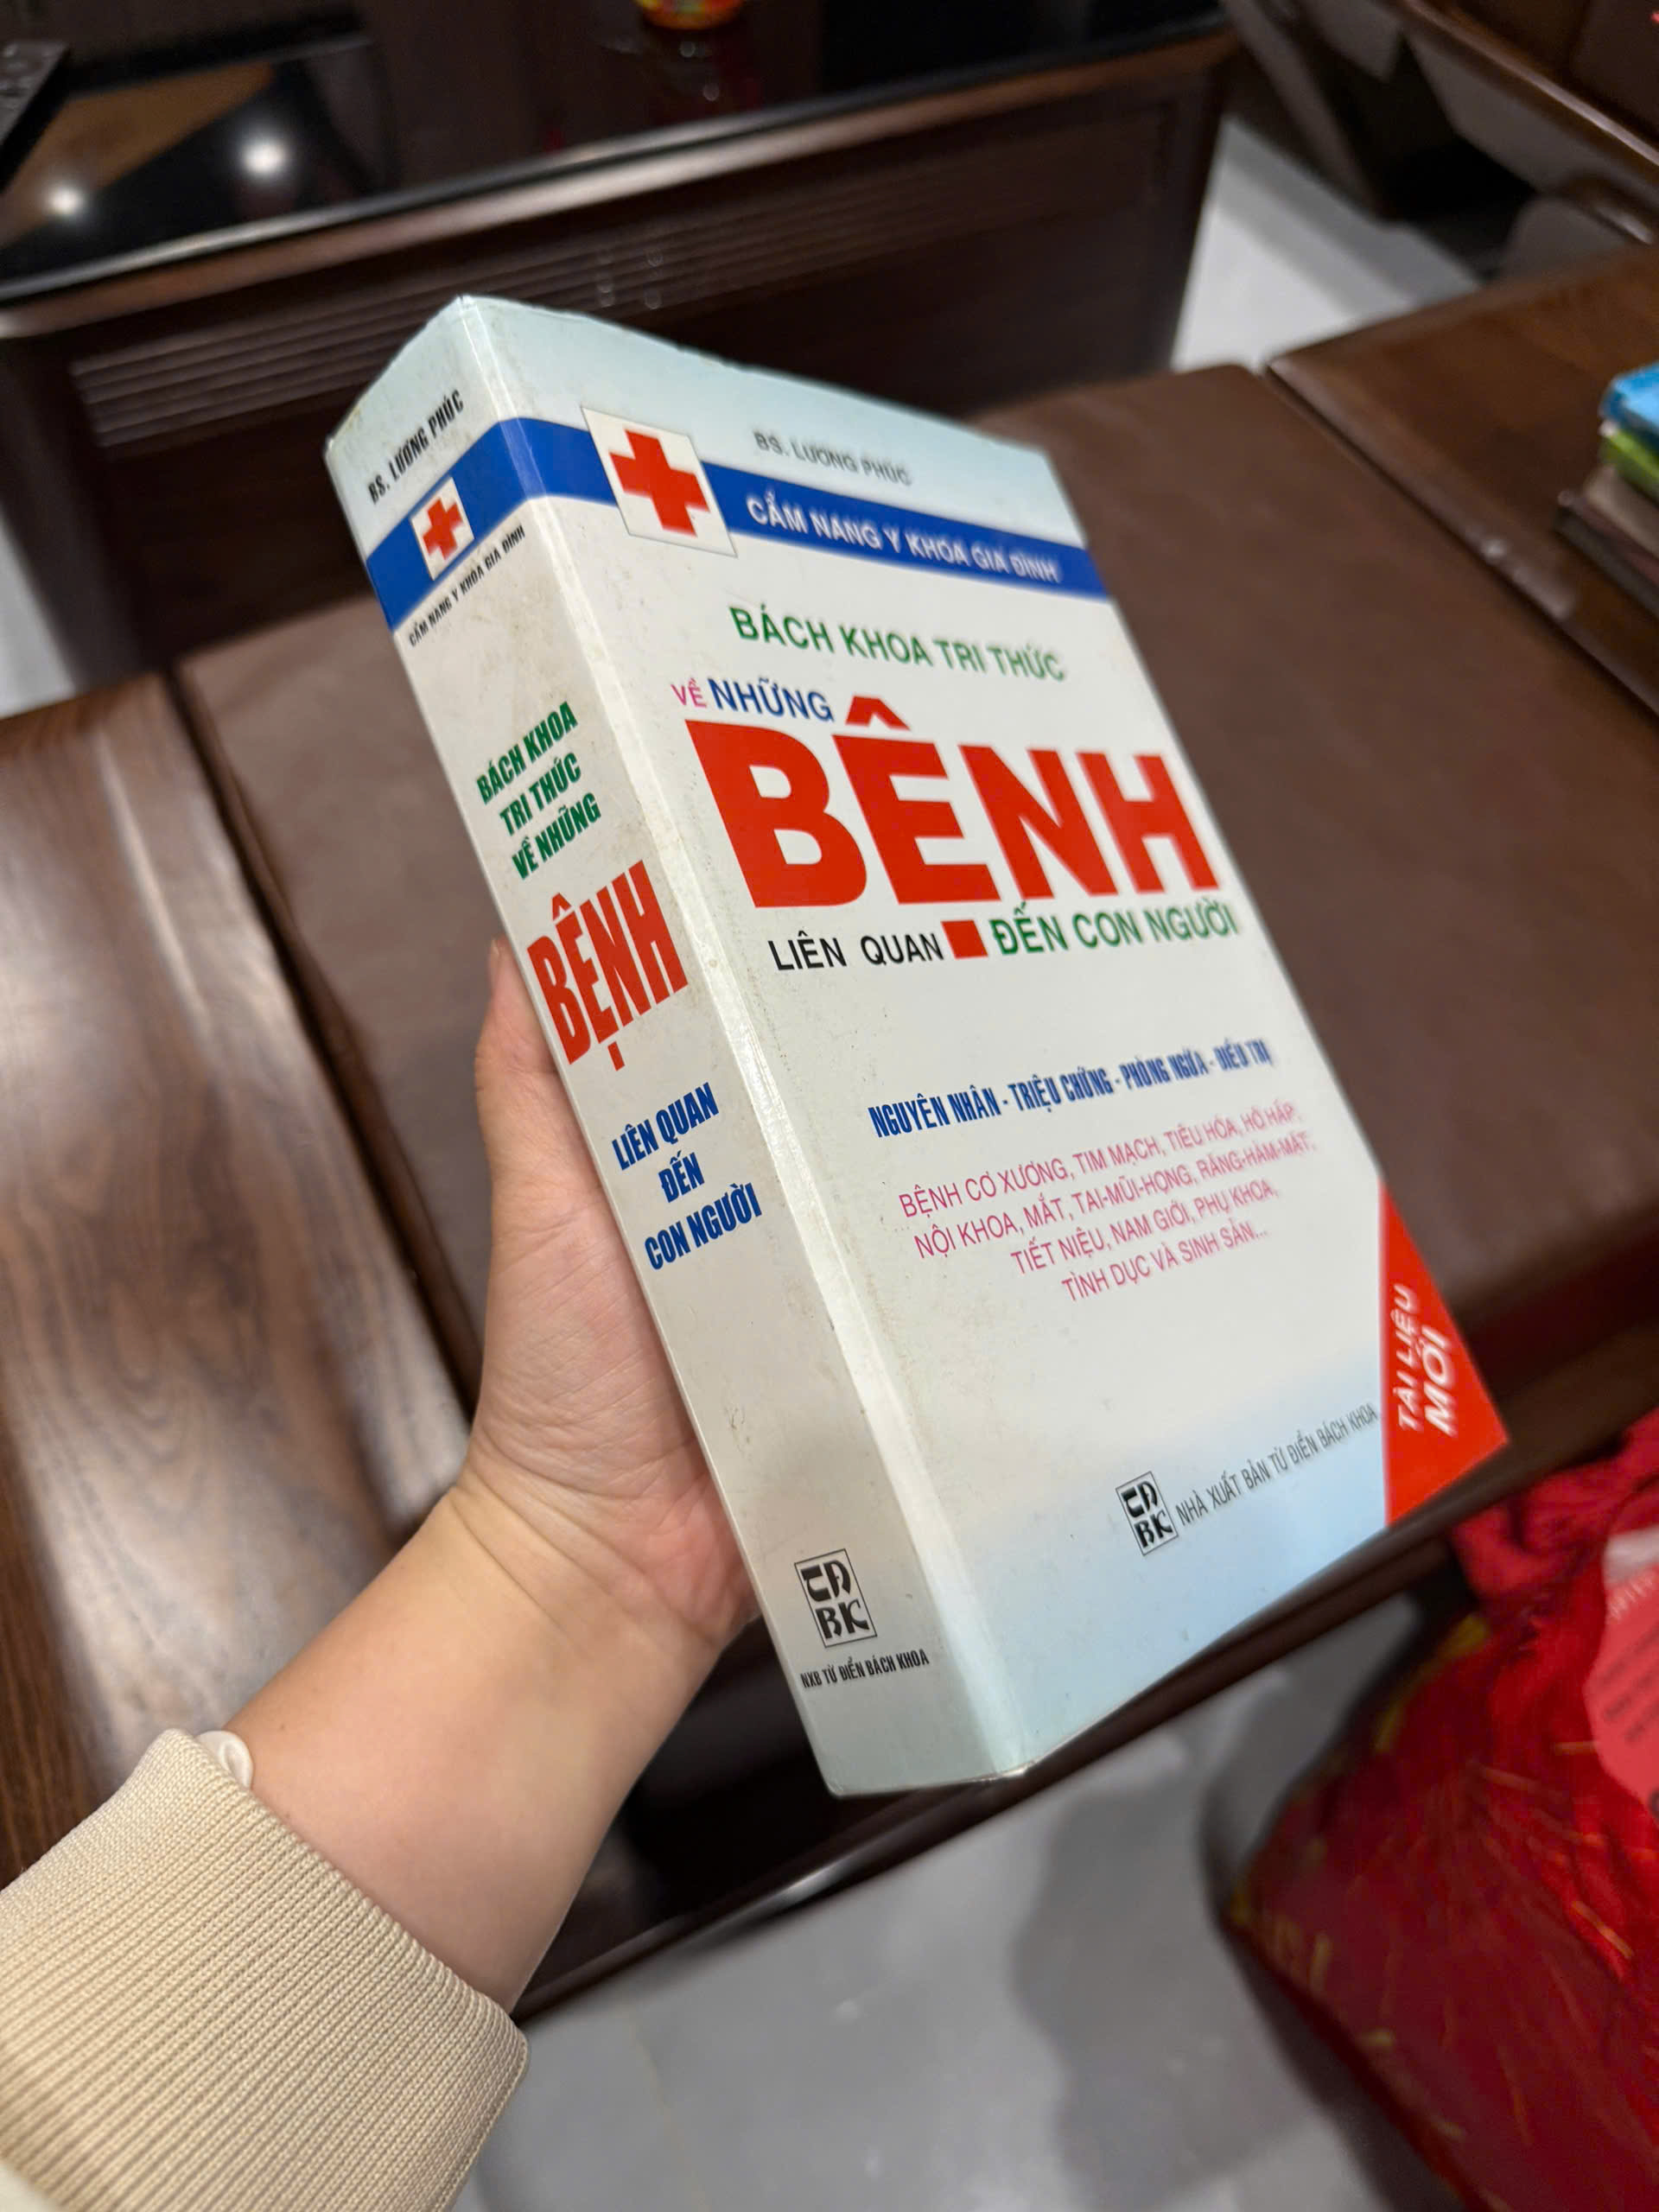 BS. LƯƠNG PHÚC
CẨM NANG Y KHOA GIA ĐÌNH
BÁCH KHOA
TRI THỨC
VỀ NHỮNG
BỆNH
LIÊN QUAN
ĐẾN
CON NGƯỜI
TĐ
BK
NXB TỪ ĐIỂN BÁCH KHOA
BS. LƯƠNG PHÚC
CẨM NANG Y KHOA GIA ĐÌNH
BÁCH KHOA TRI THỨC
VỀ NHỮNG
BỆNH
LIÊN QUAN ĐẾN CON NGƯỜI
NGUYÊN NHÂN - TRIỆU CHỨNG - PHÒNG NGỪA - ĐIỀU TRỊ
BỆNH CƠ XƯƠNG, TIM MẠCH, TIÊU HÓA, HÔ HẤP,
NỘI KHOA, MẮT, TAI-MŨI-HỌNG, RĂNG-HÀM-MẶT,
TIẾT NIỆU, NAM GIỚI, PHỤ KHOA,
TÌNH DỤC VÀ SINH SẢN...
TÀI LIỆU
MỚI
TĐ
BK
NHÀ XUẤT BẢN TỪ ĐIỂN BÁCH KHOA